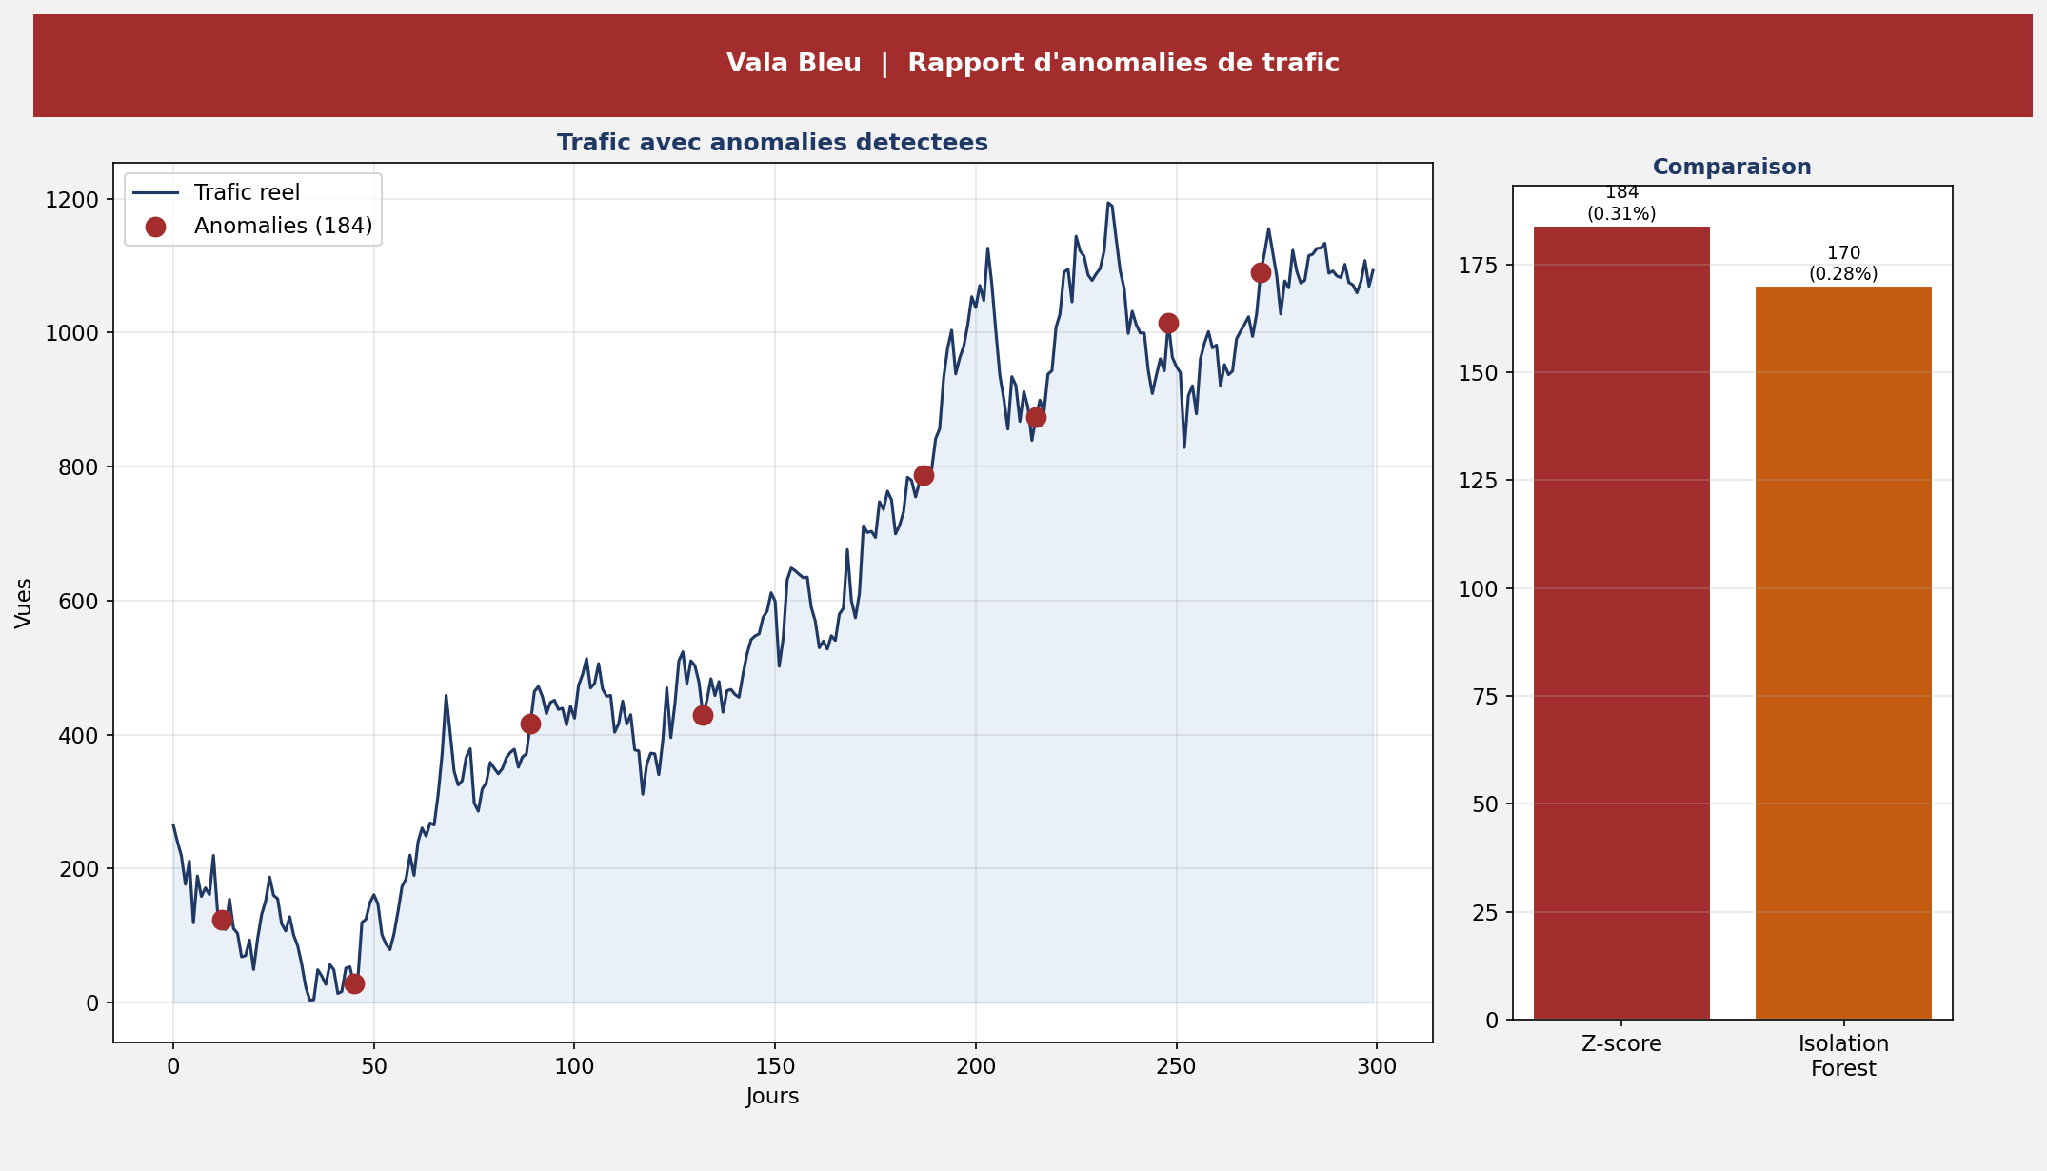 Vala Bleu | Rapport d'anomalies de trafic
Trafic avec anomalies detectees
Trafic reel
Anomalies (184)
1200
1000
800
600
400
200
0
Vues
0 50 100 150 200 250 300
Jours
Comparaison
184
(0.31%)
170
(0.28%)
175
150
125
100
75
50
25
0
Z-score
Isolation
Forest